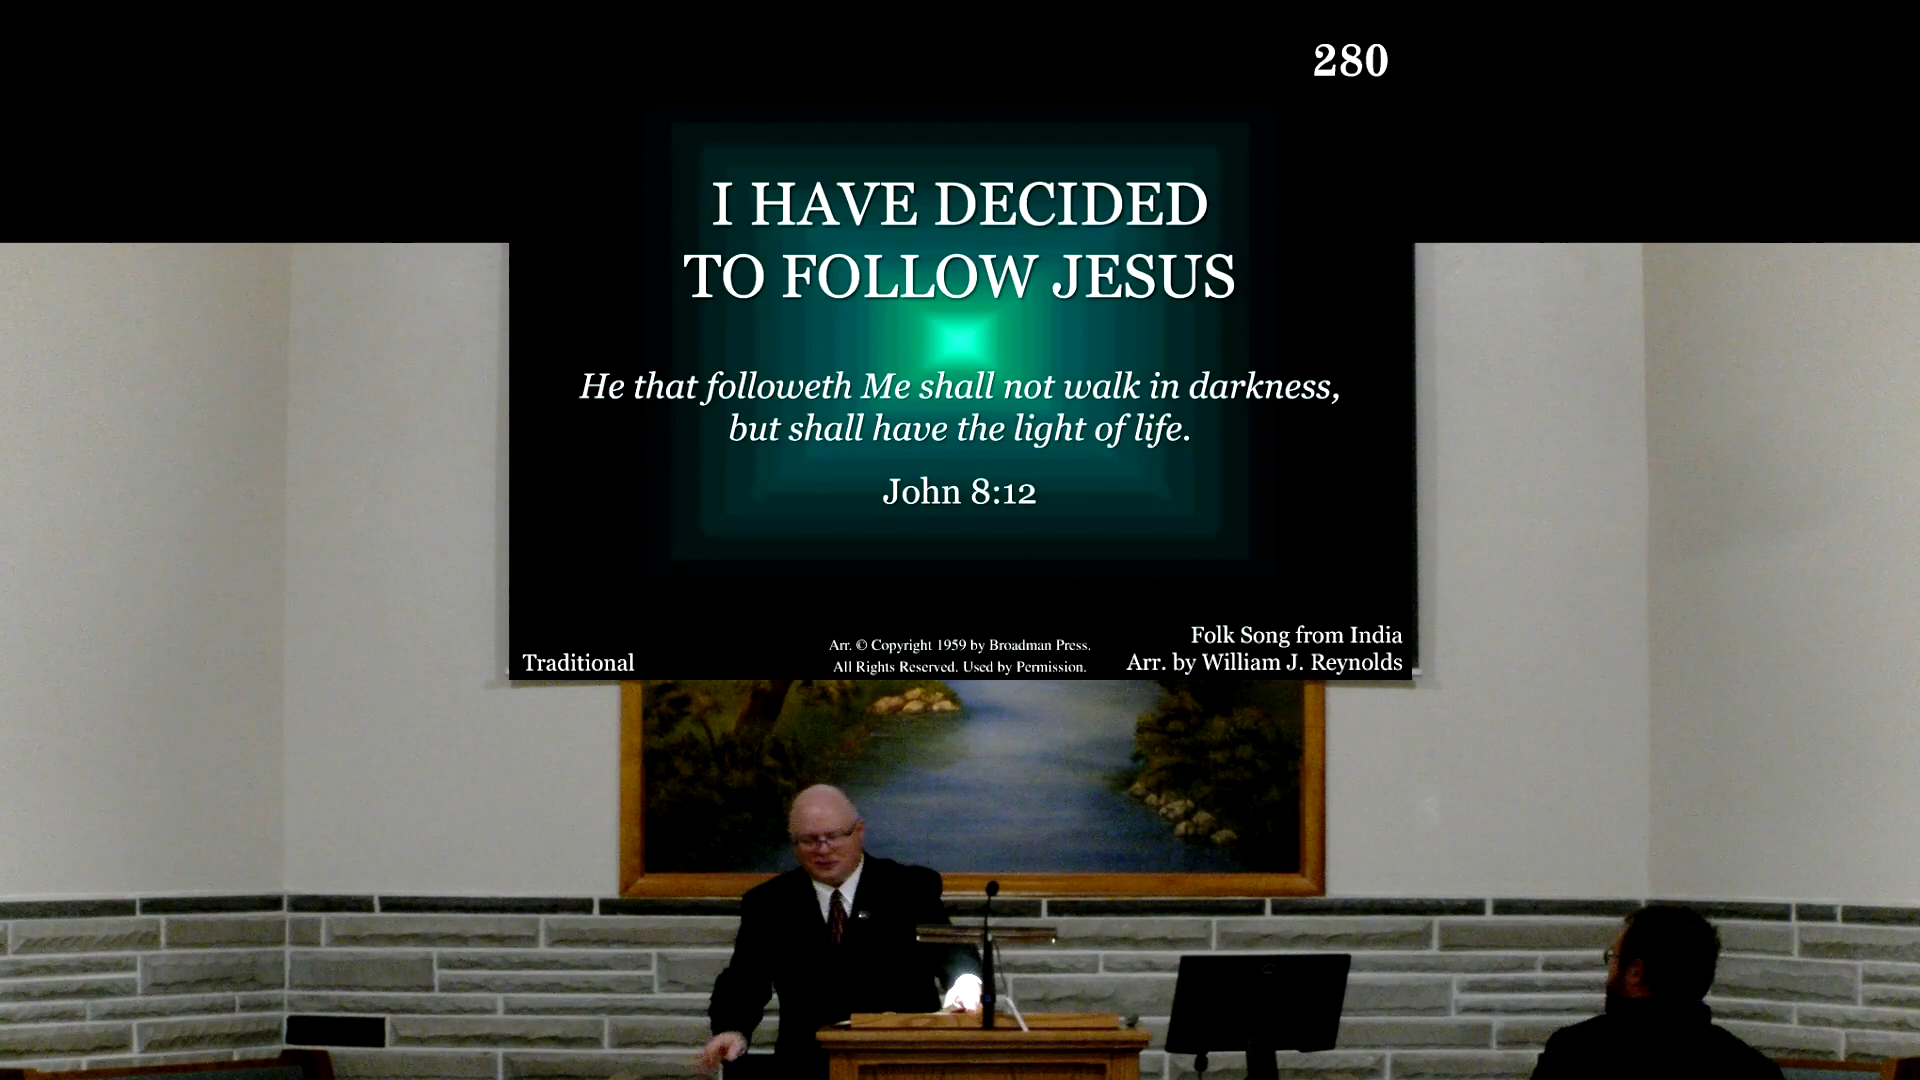 280
I HAVE DECIDED
TO FOLLOW JESUS
He that followeth Me shall not walk in darkness,
but shall have the light of life.
John 8:12
Traditional
Arr. © Copyright 1959 by Broadman Press.
All Rights Reserved. Used by Permission.
Folk Song from India
Arr. by William J. Reynolds